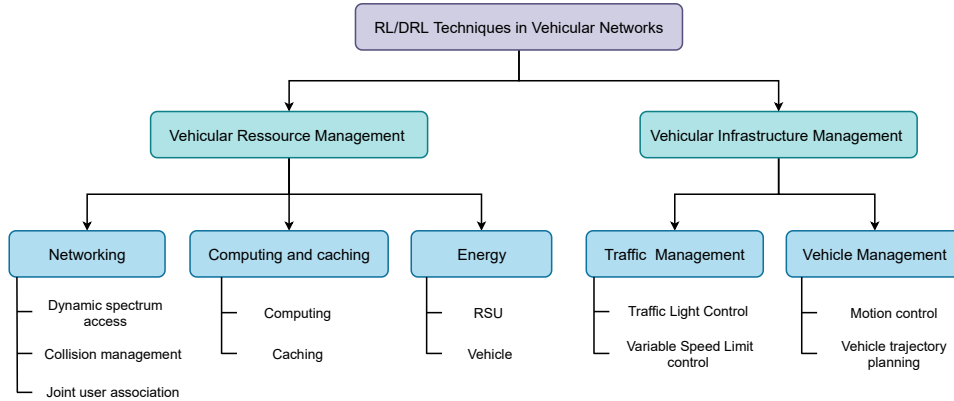 RL/DRL Techniques in Vehicular Networks
Vehicular Ressource Management
Vehicular Infrastructure Management
Networking
Computing and caching
Energy
Traffic Management
Vehicle Management
Dynamic spectrum
access
Collision management
Joint user association
Computing
Caching
RSU
Vehicle
Traffic Light Control
Variable Speed Limit
control
Motion control
Vehicle trajectory
planning